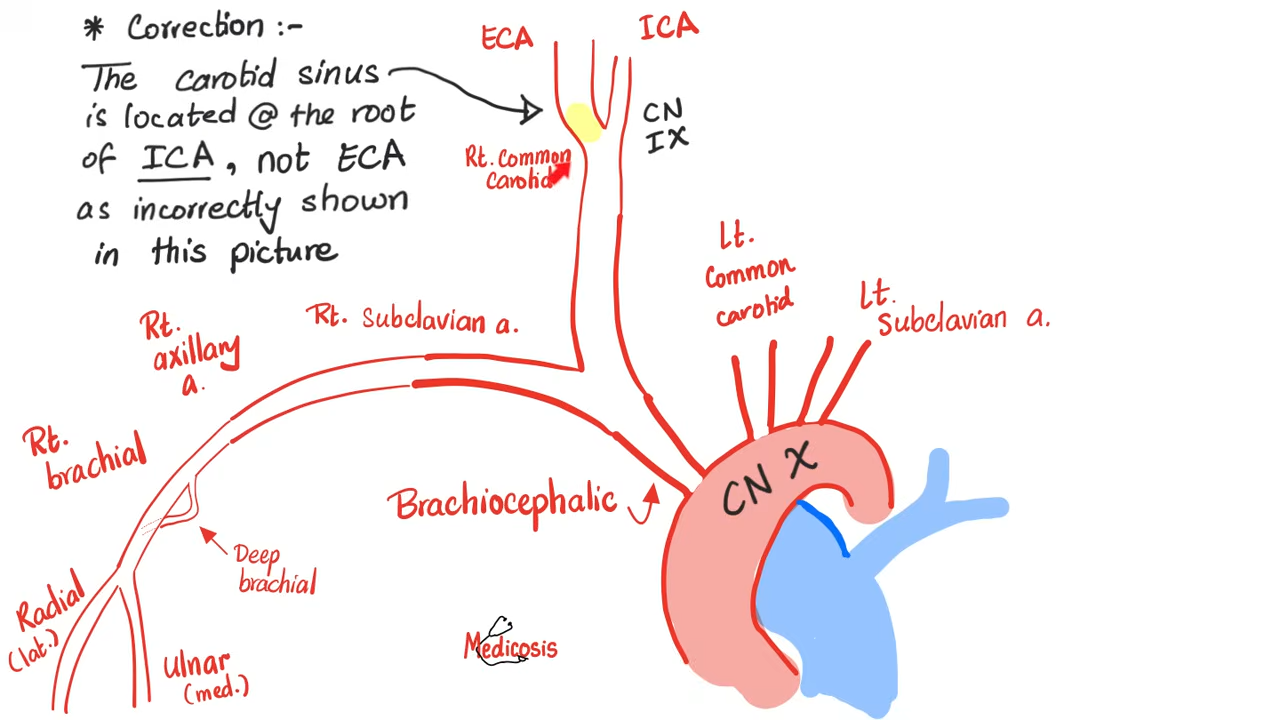 * Correction :-
The carotid sinus
is located @ the root
of ICA, not ECA
as incorrectly shown
in this picture
ECA
ICA
CN
IX
Rt. common
carotid
Lt.
common
carotid
Lt.
Subclavian a.
Rt. Subclavian a.
Rt.
axillary
a.
Rt.
brachial
Brachiocephalic
CN X
Deep
brachial
Radial
(lat.)
Ulnar
(med.)
Medicosis